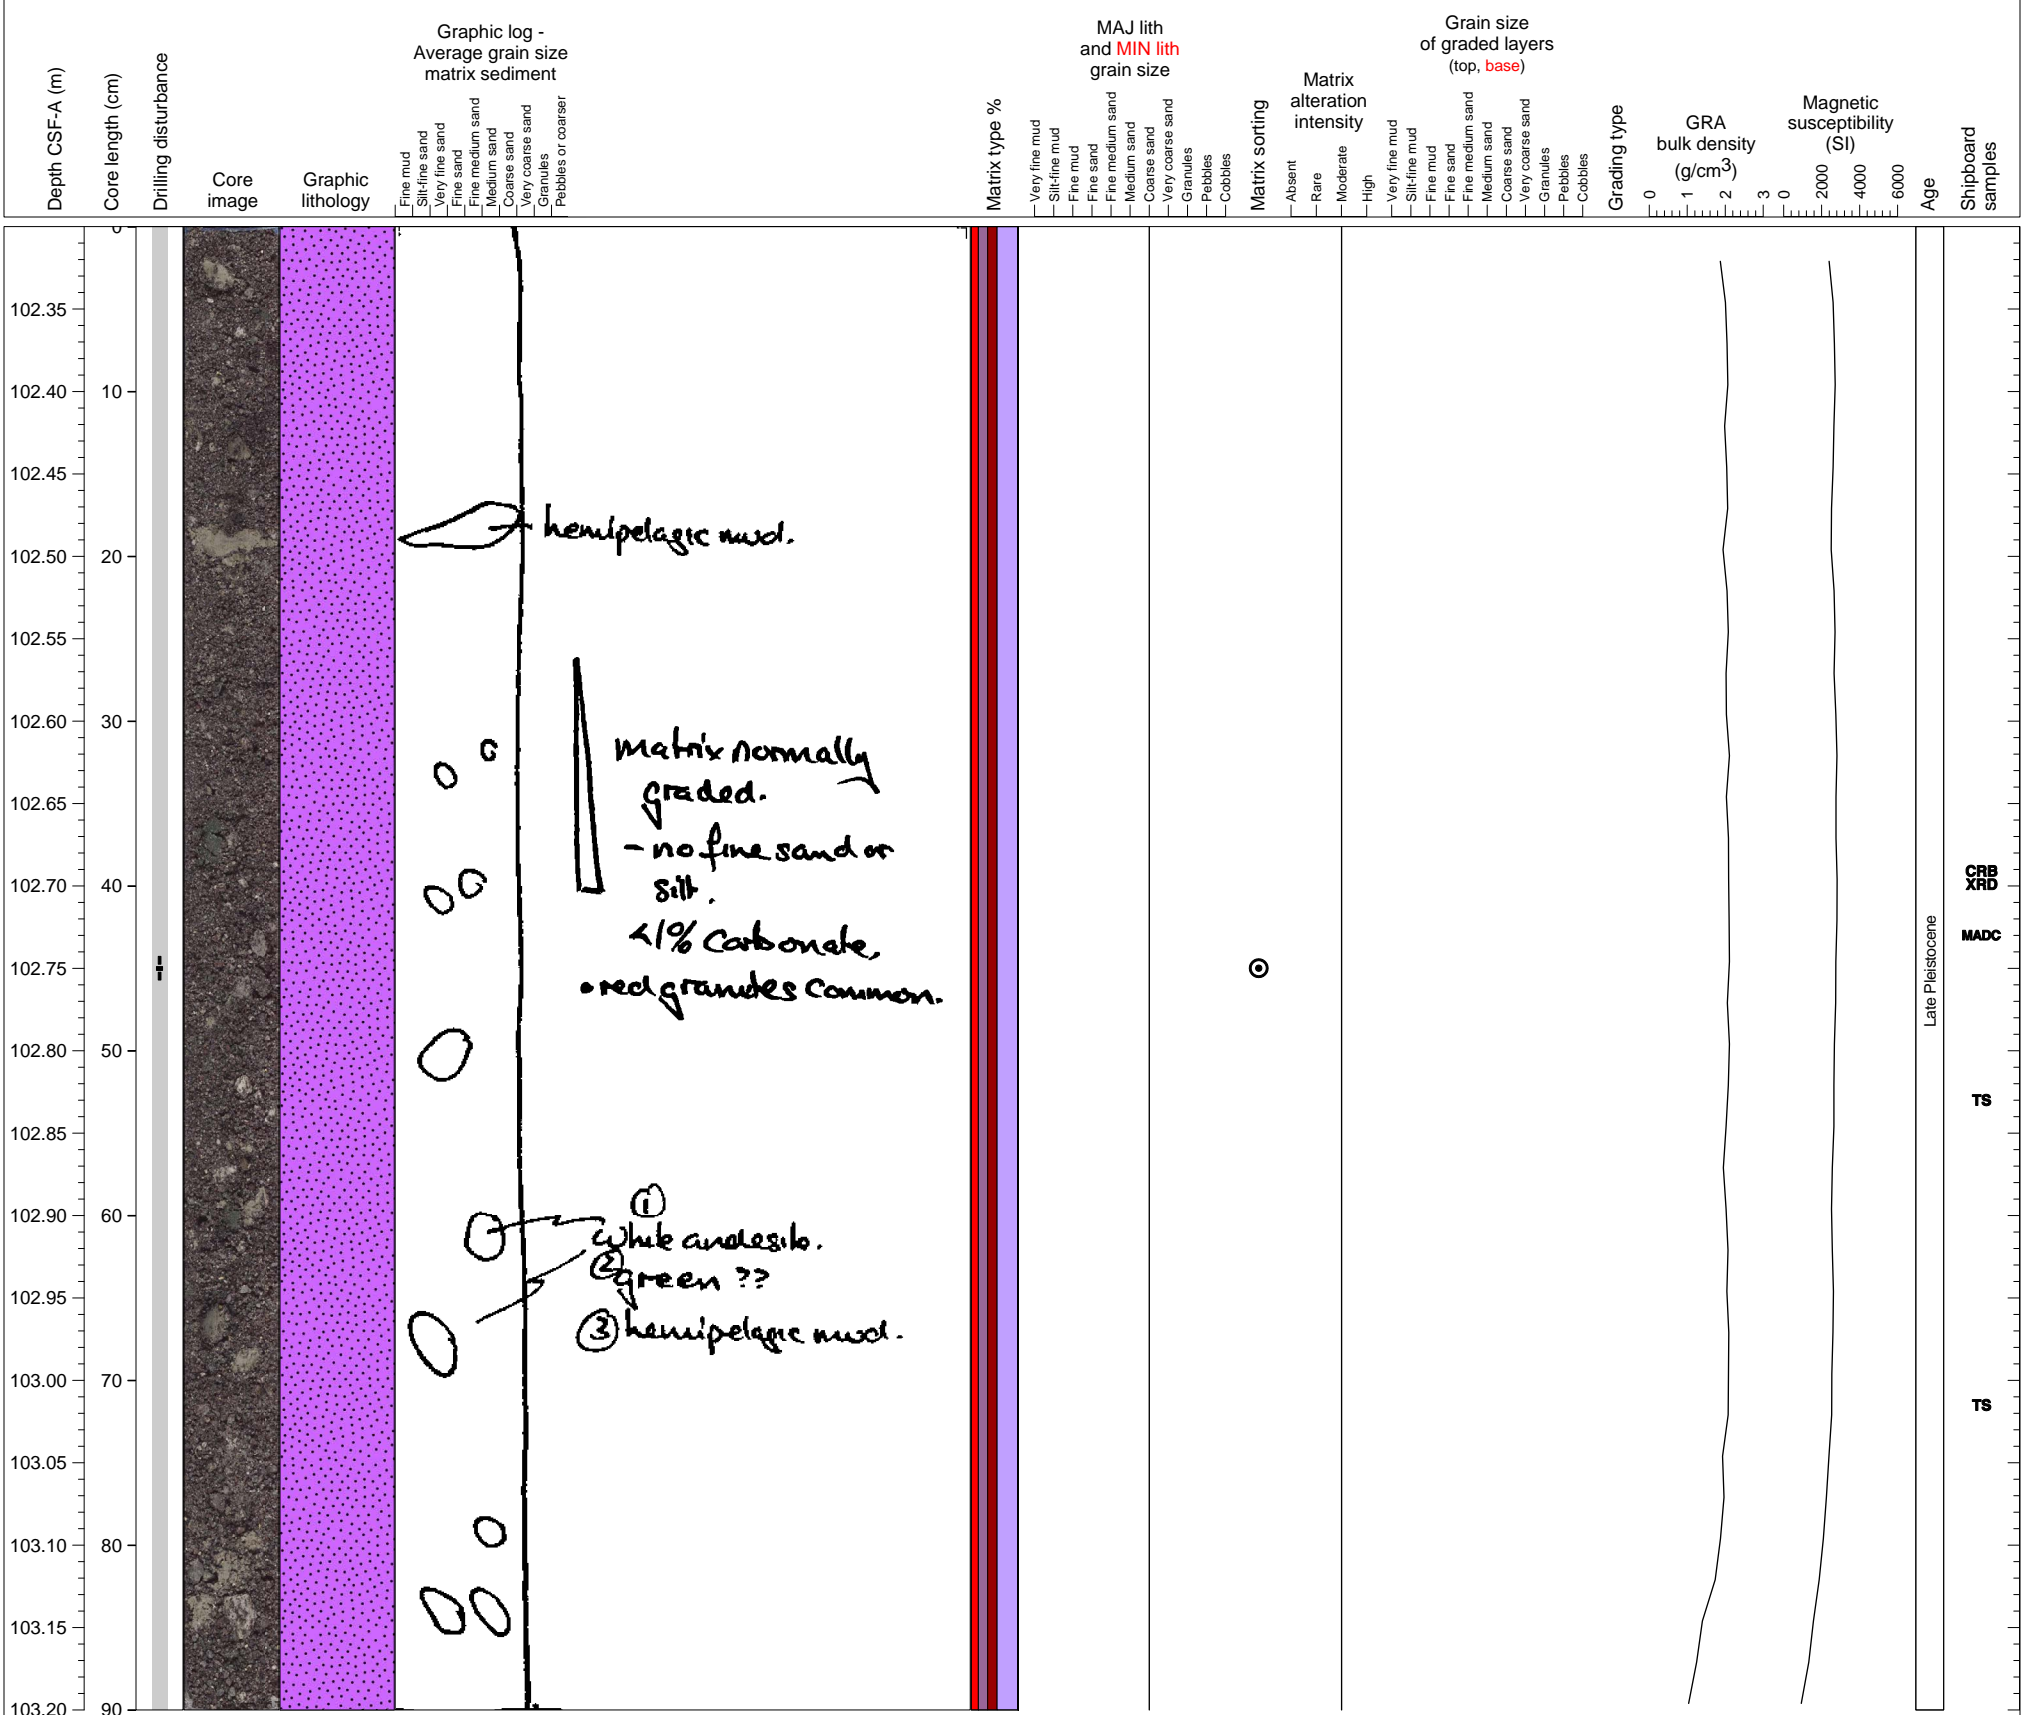 Depth CSF-A (m)
Core length (cm)
Drilling disturbance
Core
image
Graphic
lithology
Graphic log -
Average grain size
matrix sediment
Fine mud
Silt-fine sand
Very fine sand
Fine sand
Fine medium sand
Medium sand
Coarse sand
Very coarse sand
Granules
Pebbles or coarser
Matrix type %
MAJ lith
and MIN lith
grain size
Very fine mud
Silt-fine mud
Fine mud
Fine sand
Fine medium sand
Medium sand
Coarse sand
Very coarse sand
Granules
Pebbles
Cobbles
Matrix sorting
Matrix
alteration
intensity
Absent
Rare
Moderate
High
Grain size
of graded layers
(top, base)
Very fine mud
Silt-fine mud
Fine mud
Fine sand
Fine medium sand
Medium sand
Coarse sand
Very coarse sand
Granules
Pebbles
Cobbles
Grading type
GRA
bulk density
(g/cm3)
0 1 2 3
Magnetic
susceptibility
(SI)
0 2000 4000 6000
Age
Shipboard
samples
0
102.35
102.40 10
102.45
hemipelagic mud.
102.50 20
102.55
102.60 30
matrix normally
graded.
102.65
- no fine sand or
silt.
102.70 40
CRB
XRD
<1% Carbonate.
MADC
102.75
• red granules common.
Late Pleistocene
102.80 50
TS
102.85
102.90 60
①
white andesite.
②green ??
102.95
③ hemipelagic mud.
103.00 70
TS
103.05
103.10 80
103.15
103.20 90